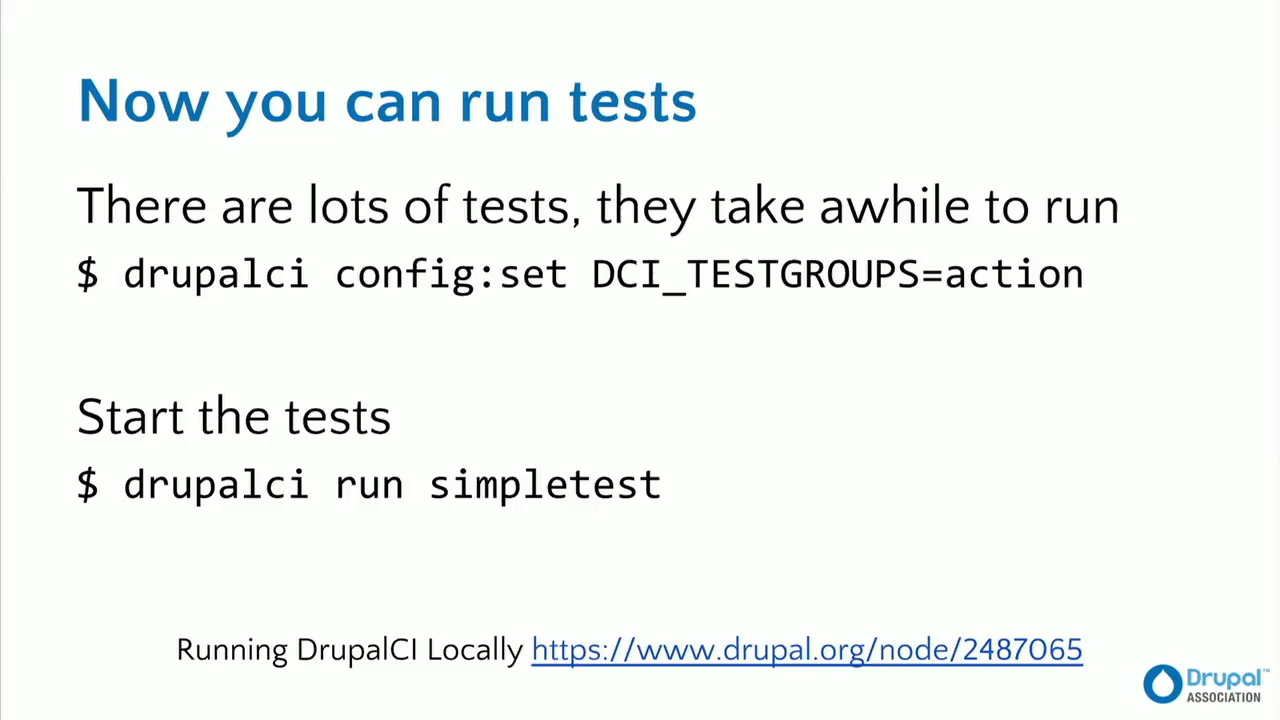 Now you can run tests
There are lots of tests, they take awhile to run
$ drupalci config:set DCI_TESTGROUPS=action
Start the tests
$ drupalci run simpletest
Running DrupalCI Locally https://www.drupal.org/node/2487065
Drupal™
ASSOCIATION